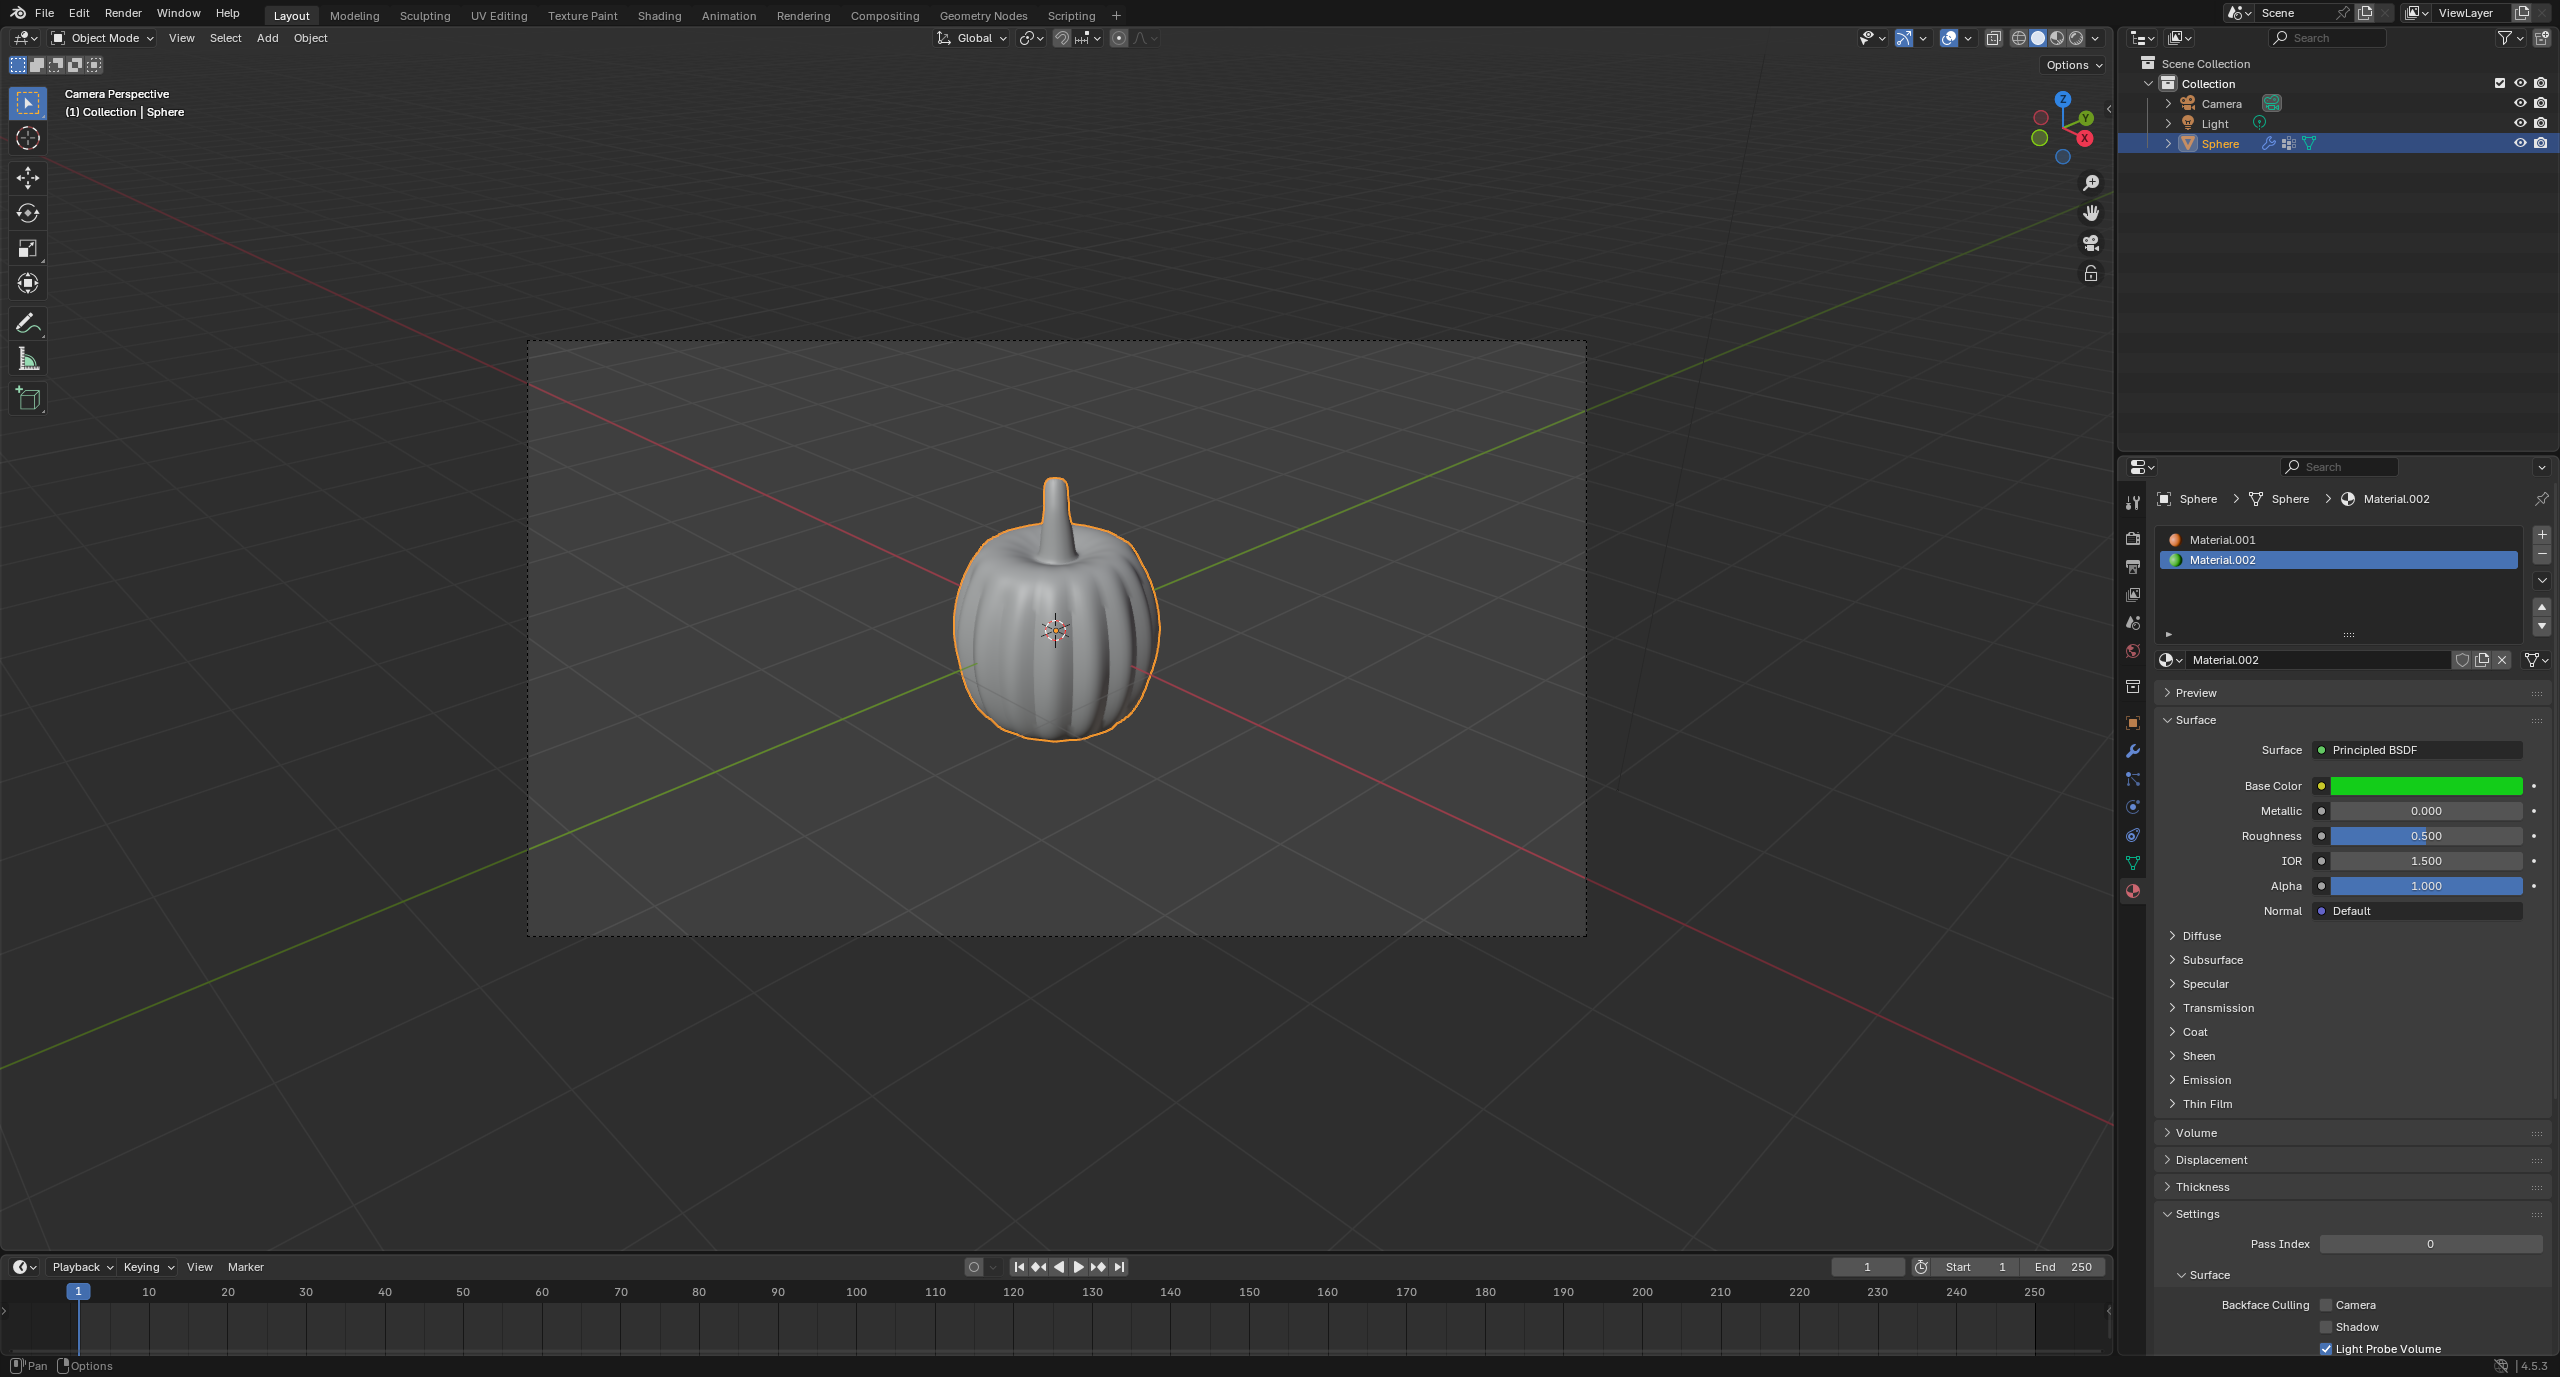 File Edit Render Window Help Layout Modeling Sculpting UV Editing Texture Paint Shading Animation Rendering Compositing Geometry Nodes Scripting + Scene ViewLayer
Object Mode View Select Add Object Global Search
Options
Camera Perspective
(1) Collection | Sphere
Z
Y
X
Scene Collection
Collection
Camera
Light
Sphere
Search
Sphere Sphere Material.002
Material.001
Material.002
Material.002
Preview
Surface
Surface Principled BSDF
Base Color
Metallic 0.000
Roughness 0.500
IOR 1.500
Alpha 1.000
Normal Default
Diffuse
Subsurface
Specular
Transmission
Coat
Sheen
Emission
Thin Film
Volume
Displacement
Thickness
Settings
Pass Index 0
Surface
Backface Culling Camera
Shadow
Light Probe Volume
Playback Keying View Marker 1 Start 1 End 250
1 10 20 30 40 50 60 70 80 90 100 110 120 130 140 150 160 170 180 190 200 210 220 230 240 250
Pan Options 4.5.3